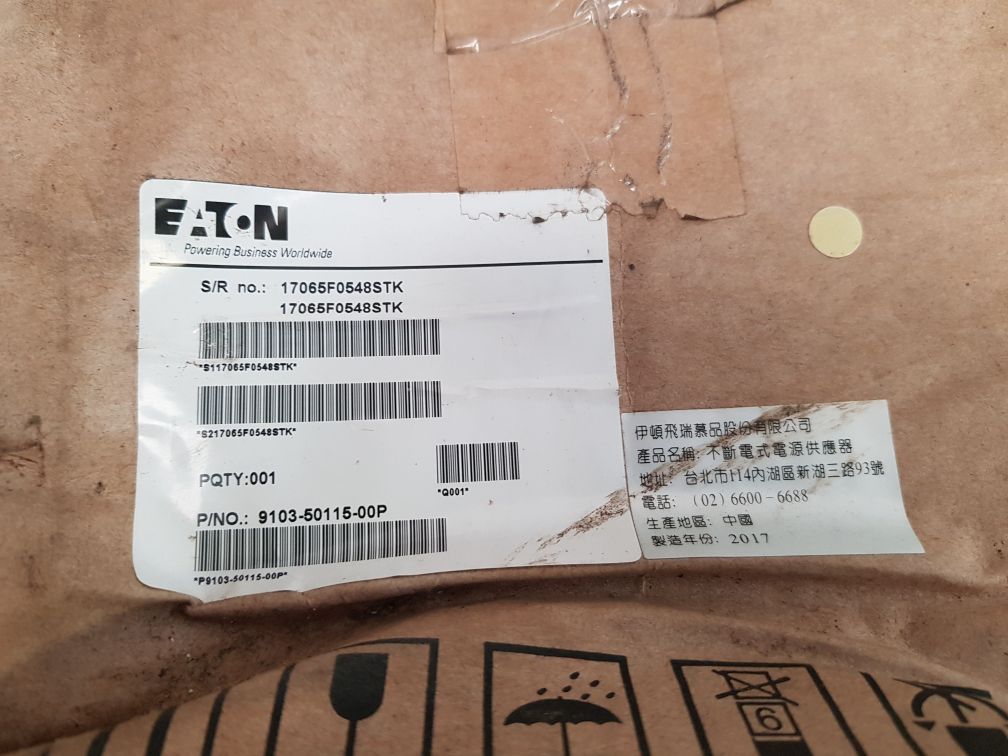 EATON
Powering Business Worldwide
S/R no.: 17065F0548STK
17065F0548STK
*S117065F0548STK*
*S217065F0548STK*
PQTY:001
*Q001*
P/NO.: 9103-50115-00P
*P9103-50115-00P*
伊頓飛瑞慕品股份有限公司
產品名稱: 不斷電式電源供應器
地址: 台北市114內湖區新湖三路93號
電話: (02) 6600-6688
生產地區: 中國
製造年份: 2017
6